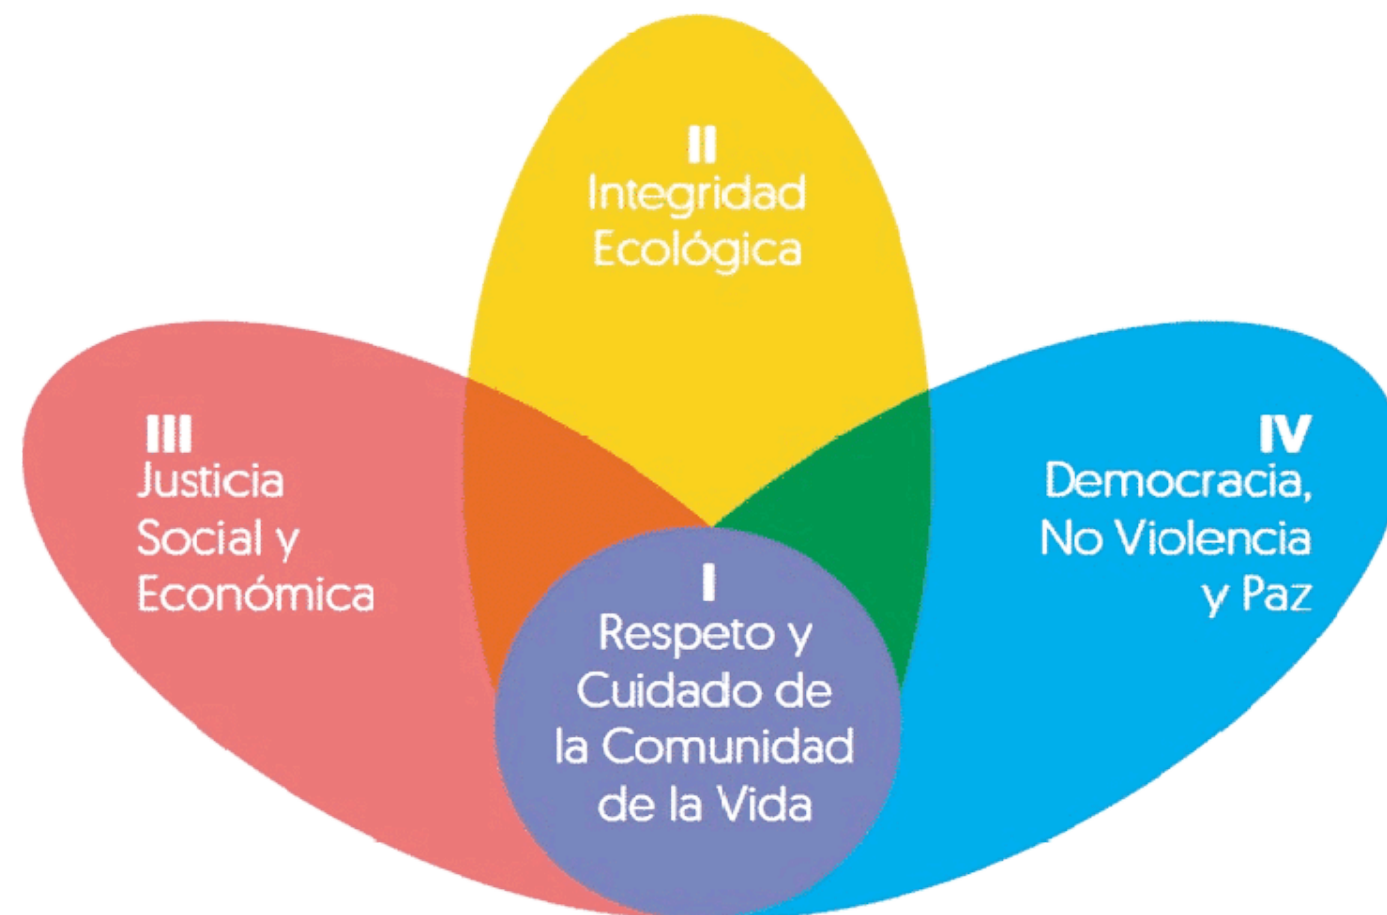 II
Integridad
Ecológica
III
Justicia
Social y
Económica
IV
Democracia,
No Violencia
y Paz
I
Respeto y
Cuidado de
la Comunidad
de la Vida